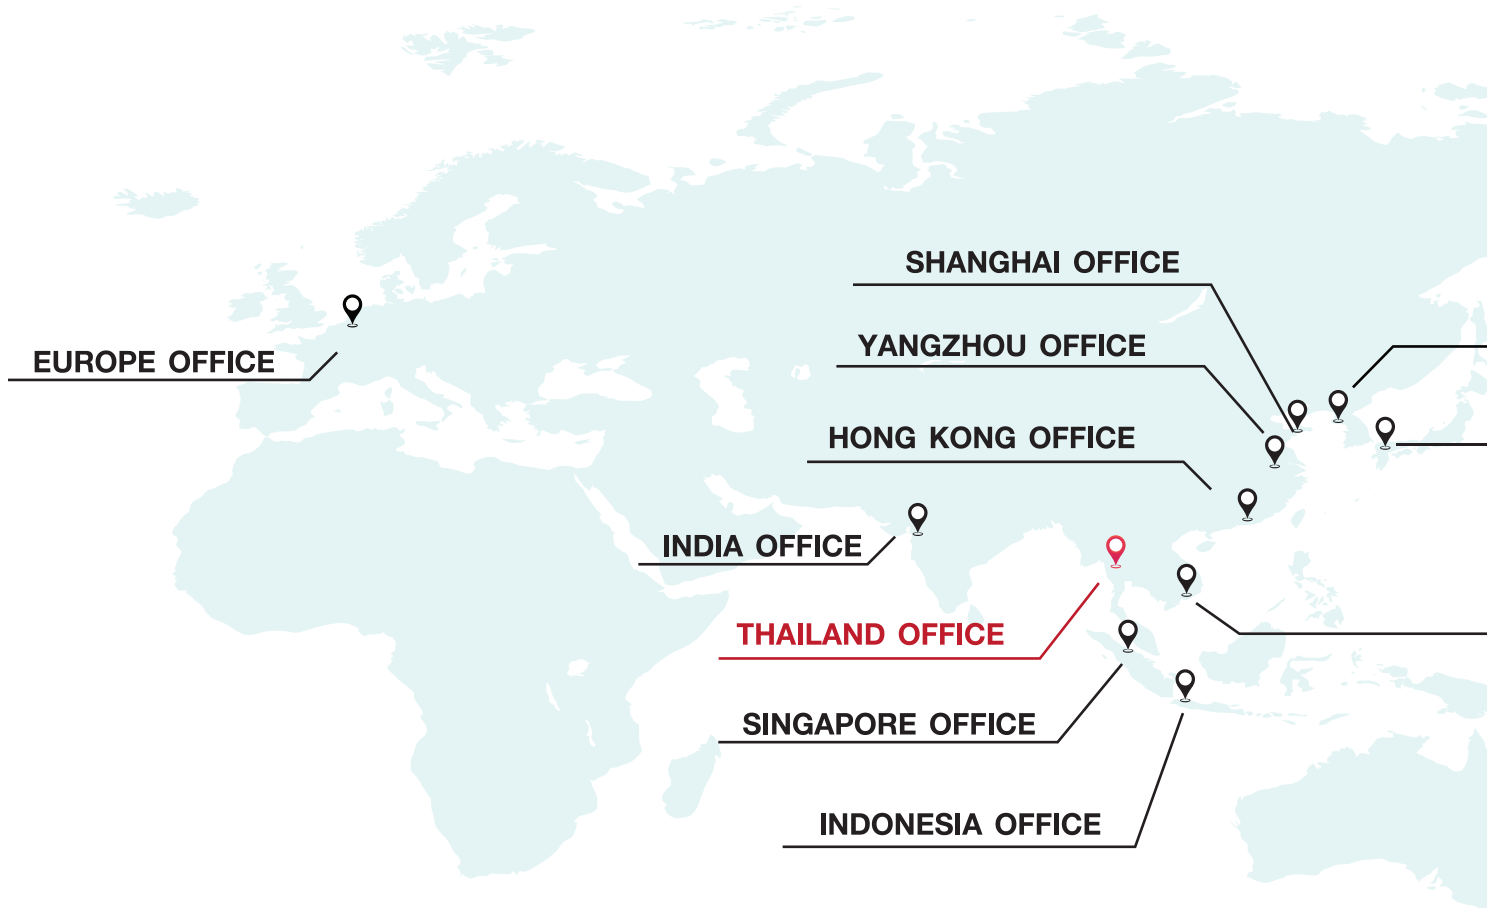 SHANGHAI OFFICE
YANGZHOU OFFICE
EUROPE OFFICE
HONG KONG OFFICE
INDIA OFFICE
THAILAND OFFICE
SINGAPORE OFFICE
INDONESIA OFFICE